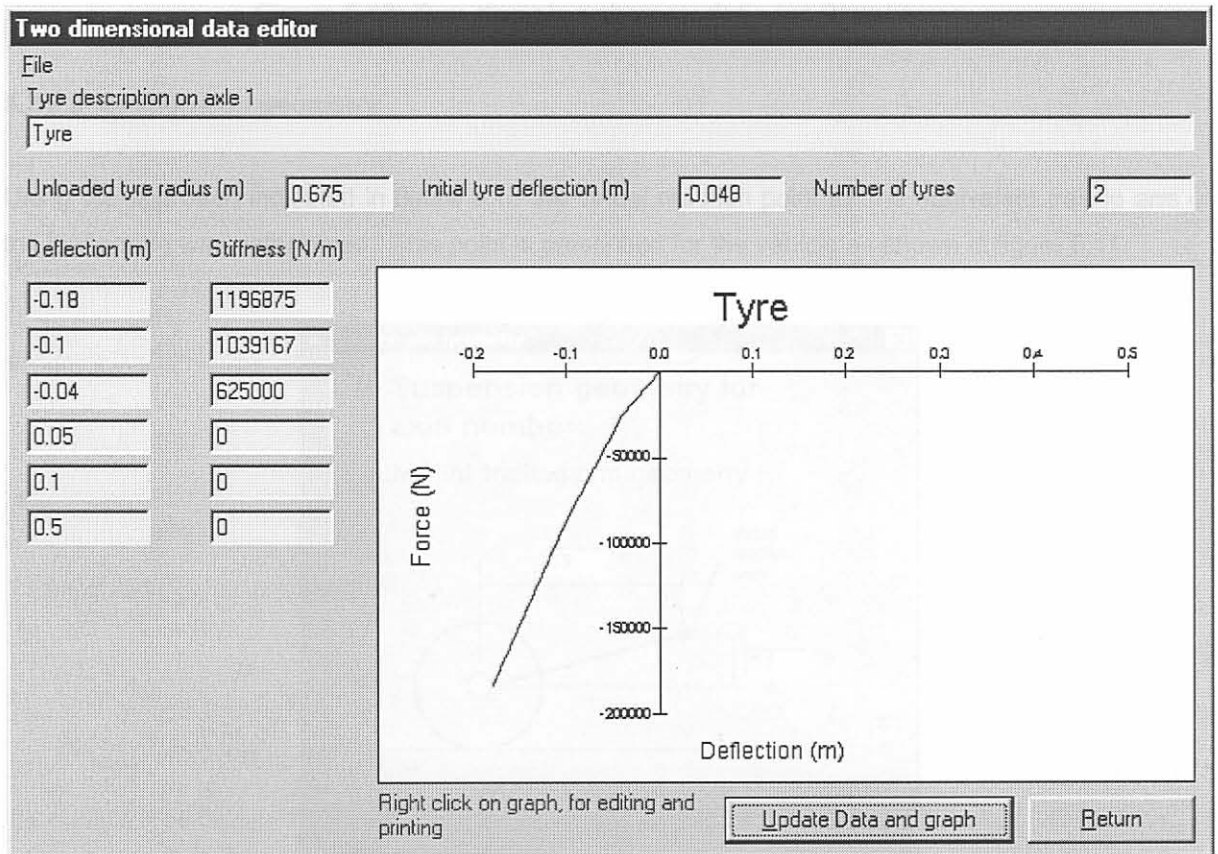 Two dimensional data editor
File
Tyre description on axle 1
Tyre
Unloaded tyre radius (m) 0.675 Initial tyre deflection (m) -0.048 Number of tyres 2
Deflection (m) Stiffness (N/m)
-0.18 1196875
-0.1 1039167
-0.04 625000
0.05 0
0.1 0
0.5 0
Tyre
-0.2 -0.1 0.0 0.1 0.2 0.3 0.4 0.5
-50000
-100000
-150000
-200000
Force (N)
Deflection (m)
Right click on graph, for editing and
printing
Update Data and graph Return